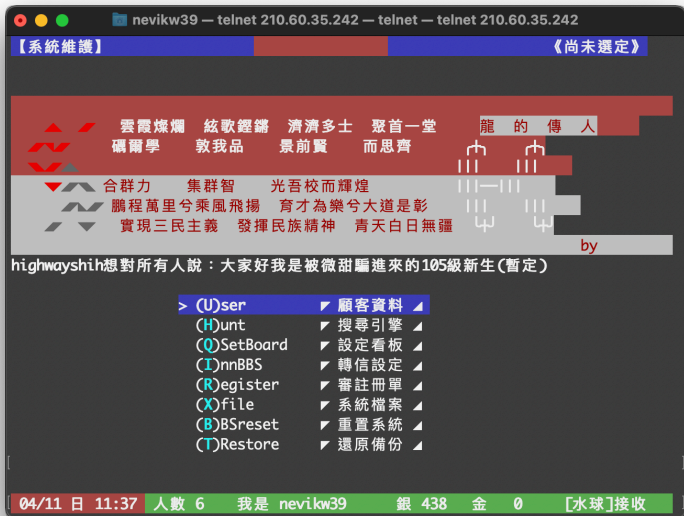 nevikw39 — telnet 210.60.35.242 — telnet — telnet 210.60.35.242
【系統維護】 《尚未選定》
雲霞燦爛 絃歌鏗鏘 濟濟多士 聚首一堂 龍 的 傳 人
礪爾學 敦我品 景前賢 而思齊
合群力 集群智 光吾校而輝煌
鵬程萬里兮乘風飛揚 育才為樂兮大道是彰
實現三民主義 發揮民族精神 青天白日無疆
by
highwayshih想對所有人說：大家好我是被微甜騙進來的105級新生(暫定)
> (U)ser ◤ 顧客資料 ◢
(H)unt ◤ 搜尋引擎 ◢
(Q)SetBoard ◤ 設定看板 ◢
(I)nnBBS ◤ 轉信設定 ◢
(R)egister ◤ 審註冊單 ◢
(X)file ◤ 系統檔案 ◢
(B)BSreset ◤ 重置系統 ◢
(T)Restore ◤ 還原備份 ◢
04/11 日 11:37 人數 6 我是 nevikw39 銀 438 金 0 [水球]接收